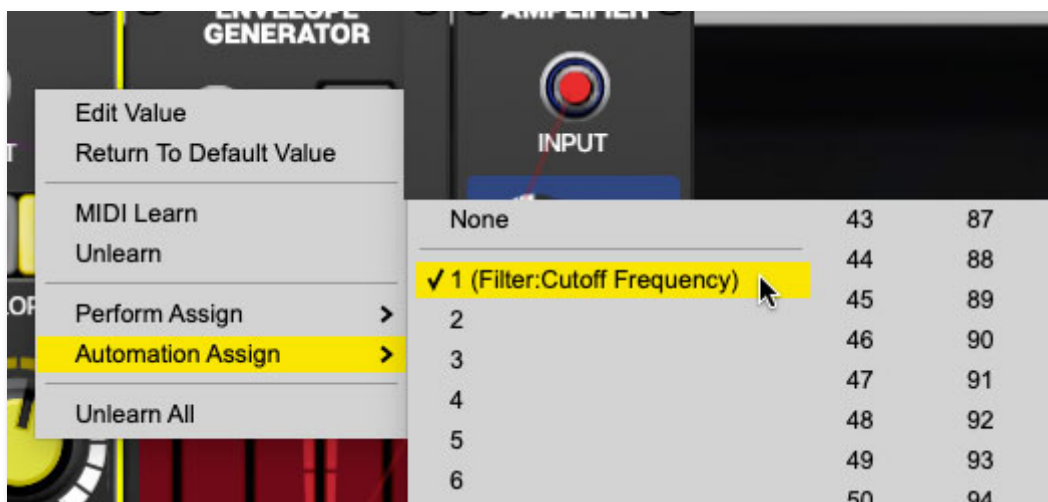 ENVELOPE
GENERATOR
AMPLIFIER
INPUT
Edit Value
Return To Default Value
MIDI Learn
Unlearn
Perform Assign >
Automation Assign >
Unlearn All
None
✓ 1 (Filter:Cutoff Frequency)
2
3
4
5
6
43
44
45
46
47
48
49
50
87
88
89
90
91
92
93
94